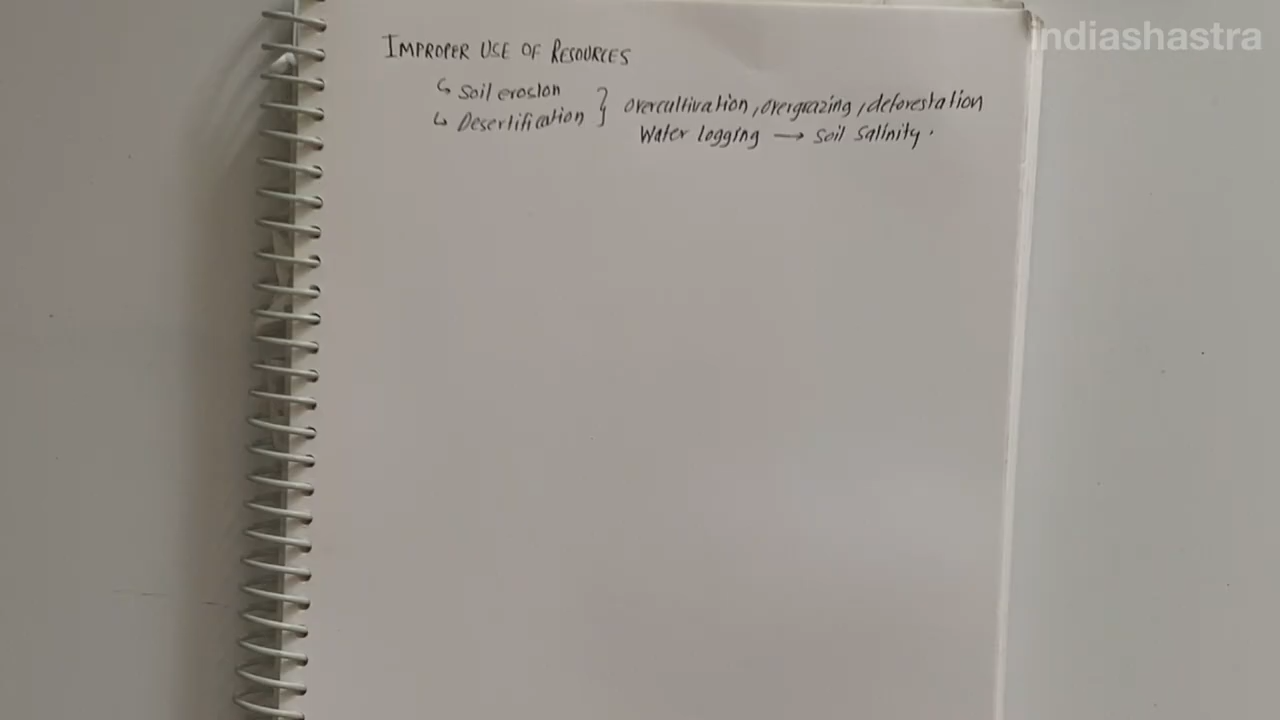 indiashastra
IMPROPER USE OF RESOURCES
↳ Soil erosion
↳ Desertification } overcultivation, overgrazing, deforestation
Water logging → Soil Salinity.